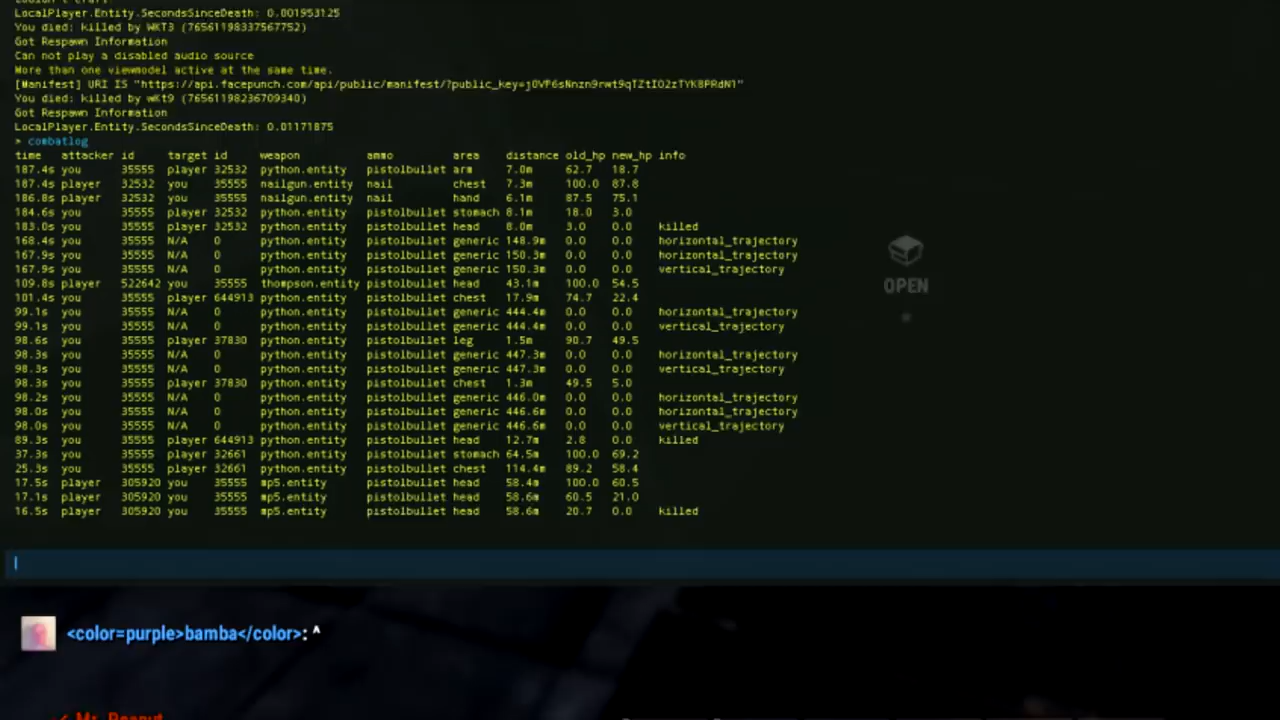 LocalPlayer.Entity.SecondsSinceDeath: 0.001953125
You died: killed by WKT3 (76561198337567752)
Got Respawn Information
Can not play a disabled audio source
More than one viewmodel active at the same time.
[Manifest] URI IS "https://api.facepunch.com/api/public/manifest/?public_key=j0VF6sNnzn9rwt9qTZtIO2zTYK8PRdN1"
You died: killed by wKt9 (76561198236709340)
Got Respawn Information
LocalPlayer.Entity.SecondsSinceDeath: 0.01171875
> combatlog
time attacker id target id weapon ammo area distance old_hp new_hp info
187.4s you 35555 player 32532 python.entity pistolbullet arm 7.0m 62.7 18.7
187.4s player 32532 you 35555 nailgun.entity nail chest 7.3m 100.0 87.8
186.8s player 32532 you 35555 nailgun.entity nail hand 6.1m 87.5 75.1
184.6s you 35555 player 32532 python.entity pistolbullet stomach 8.1m 18.0 3.0
183.0s you 35555 player 32532 python.entity pistolbullet head 8.0m 3.0 0.0 killed
168.4s you 35555 N/A 0 python.entity pistolbullet generic 148.9m 0.0 0.0 horizontal_trajectory
167.9s you 35555 N/A 0 python.entity pistolbullet generic 150.3m 0.0 0.0 horizontal_trajectory
167.9s you 35555 N/A 0 python.entity pistolbullet generic 150.3m 0.0 0.0 vertical_trajectory
109.8s player 522642 you 35555 thompson.entity pistolbullet head 43.1m 100.0 54.5
101.4s you 35555 player 644913 python.entity pistolbullet chest 17.9m 74.7 22.4
99.1s you 35555 N/A 0 python.entity pistolbullet generic 444.4m 0.0 0.0 horizontal_trajectory
99.1s you 35555 N/A 0 python.entity pistolbullet generic 444.4m 0.0 0.0 vertical_trajectory
98.6s you 35555 player 37830 python.entity pistolbullet leg 1.5m 90.7 49.5
98.3s you 35555 N/A 0 python.entity pistolbullet generic 447.3m 0.0 0.0 horizontal_trajectory
98.3s you 35555 N/A 0 python.entity pistolbullet generic 447.3m 0.0 0.0 vertical_trajectory
98.3s you 35555 player 37830 python.entity pistolbullet chest 1.3m 49.5 5.0
98.2s you 35555 N/A 0 python.entity pistolbullet generic 446.0m 0.0 0.0 horizontal_trajectory
98.0s you 35555 N/A 0 python.entity pistolbullet generic 446.6m 0.0 0.0 horizontal_trajectory
98.0s you 35555 N/A 0 python.entity pistolbullet generic 446.6m 0.0 0.0 vertical_trajectory
89.3s you 35555 player 644913 python.entity pistolbullet head 12.7m 2.8 0.0 killed
37.3s you 35555 player 32661 python.entity pistolbullet stomach 64.5m 100.0 69.2
25.3s you 35555 player 32661 python.entity pistolbullet chest 114.4m 89.2 58.4
17.5s player 305920 you 35555 mp5.entity pistolbullet head 58.4m 100.0 60.5
17.1s player 305920 you 35555 mp5.entity pistolbullet head 58.6m 60.5 21.0
16.5s player 305920 you 35555 mp5.entity pistolbullet head 58.6m 20.7 0.0 killed
OPEN
<color=purple>bamba</color>: ^
Mr. Peanut